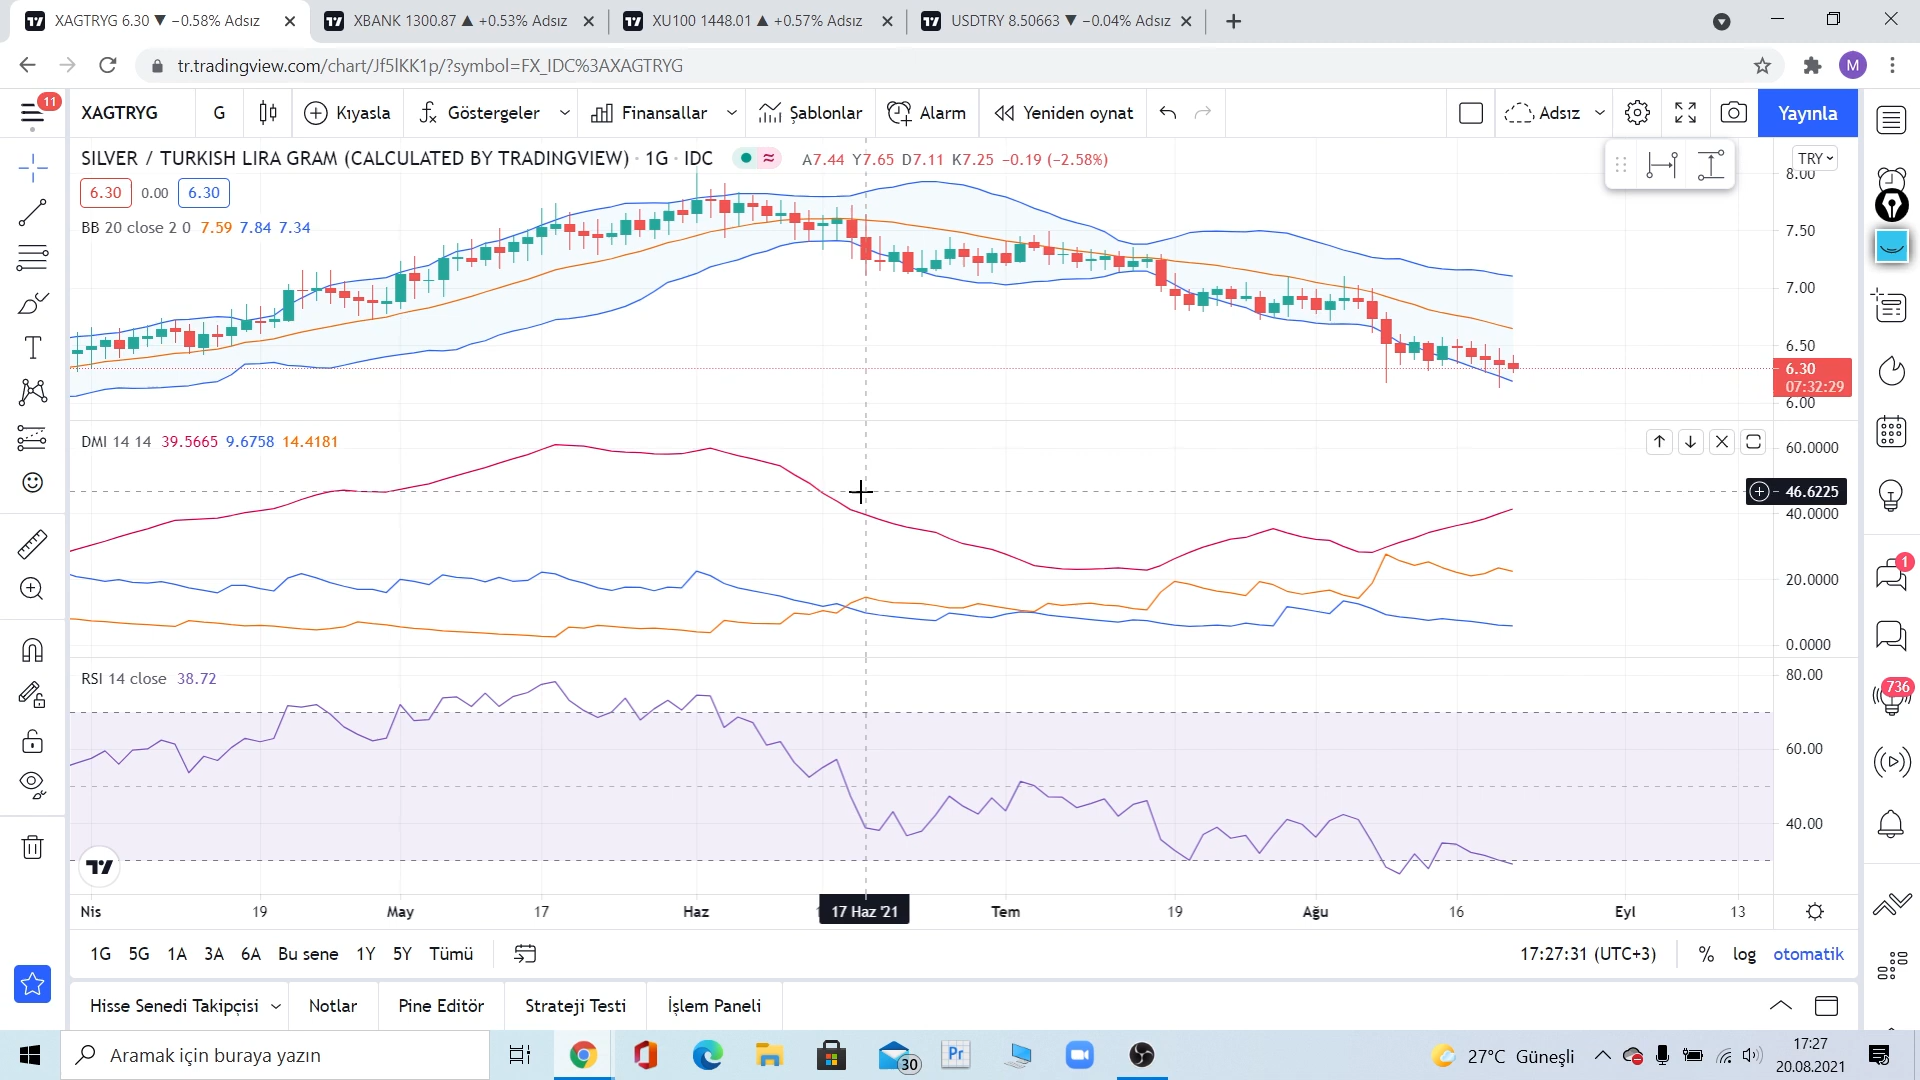 XAGTRYG 6.30 ▼ −0.58% Adsız
XBANK 1300.87 ▲ +0.53% Adsız
XU100 1448.01 ▲ +0.57% Adsız
USDTRY 8.50663 ▼ −0.04% Adsız
tr.tradingview.com/chart/Jf5lKK1p/?symbol=FX_IDC%3AXAGTRYG
M
11
XAGTRYG
G
Kıyasla
Göstergeler
Finansallar
Şablonlar
Alarm
Yeniden oynat
Adsız
Yayınla
SILVER / TURKISH LIRA GRAM (CALCULATED BY TRADINGVIEW) · 1G · IDC
A7.44 Y7.65 D7.11 K7.25 −0.19 (−2.58%)
TRY
6.30 0.00 6.30
BB 20 close 2 0 7.59 7.84 7.34
8.00
7.50
7.00
6.50
6.30
07:32:29
6.00
DMI 14 14 39.5665 9.6758 14.4181
60.0000
46.6225
40.0000
20.0000
0.0000
RSI 14 close 38.72
80.00
60.00
40.00
1
736
Nis 19 May 17 Haz 17 Haz '21 Tem 19 Ağu 16 Eyl 13
1G 5G 1A 3A 6A Bu sene 1Y 5Y Tümü
17:27:31 (UTC+3) % log otomatik
Hisse Senedi Takipçisi Notlar Pine Editör Strateji Testi İşlem Paneli
Aramak için buraya yazın
30
Pr
27°C Güneşli
17:27
20.08.2021